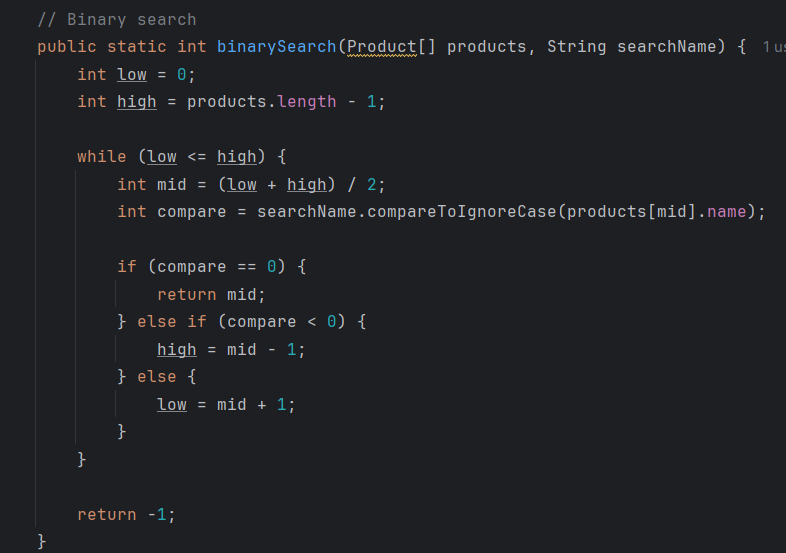 // Binary search
public static int binarySearch(Product[] products, String searchName) {  1 us
    int low = 0;
    int high = products.length - 1;

    while (low <= high) {
        int mid = (low + high) / 2;
        int compare = searchName.compareToIgnoreCase(products[mid].name);

        if (compare == 0) {
            return mid;
        } else if (compare < 0) {
            high = mid - 1;
        } else {
            low = mid + 1;
        }
    }

    return -1;
}